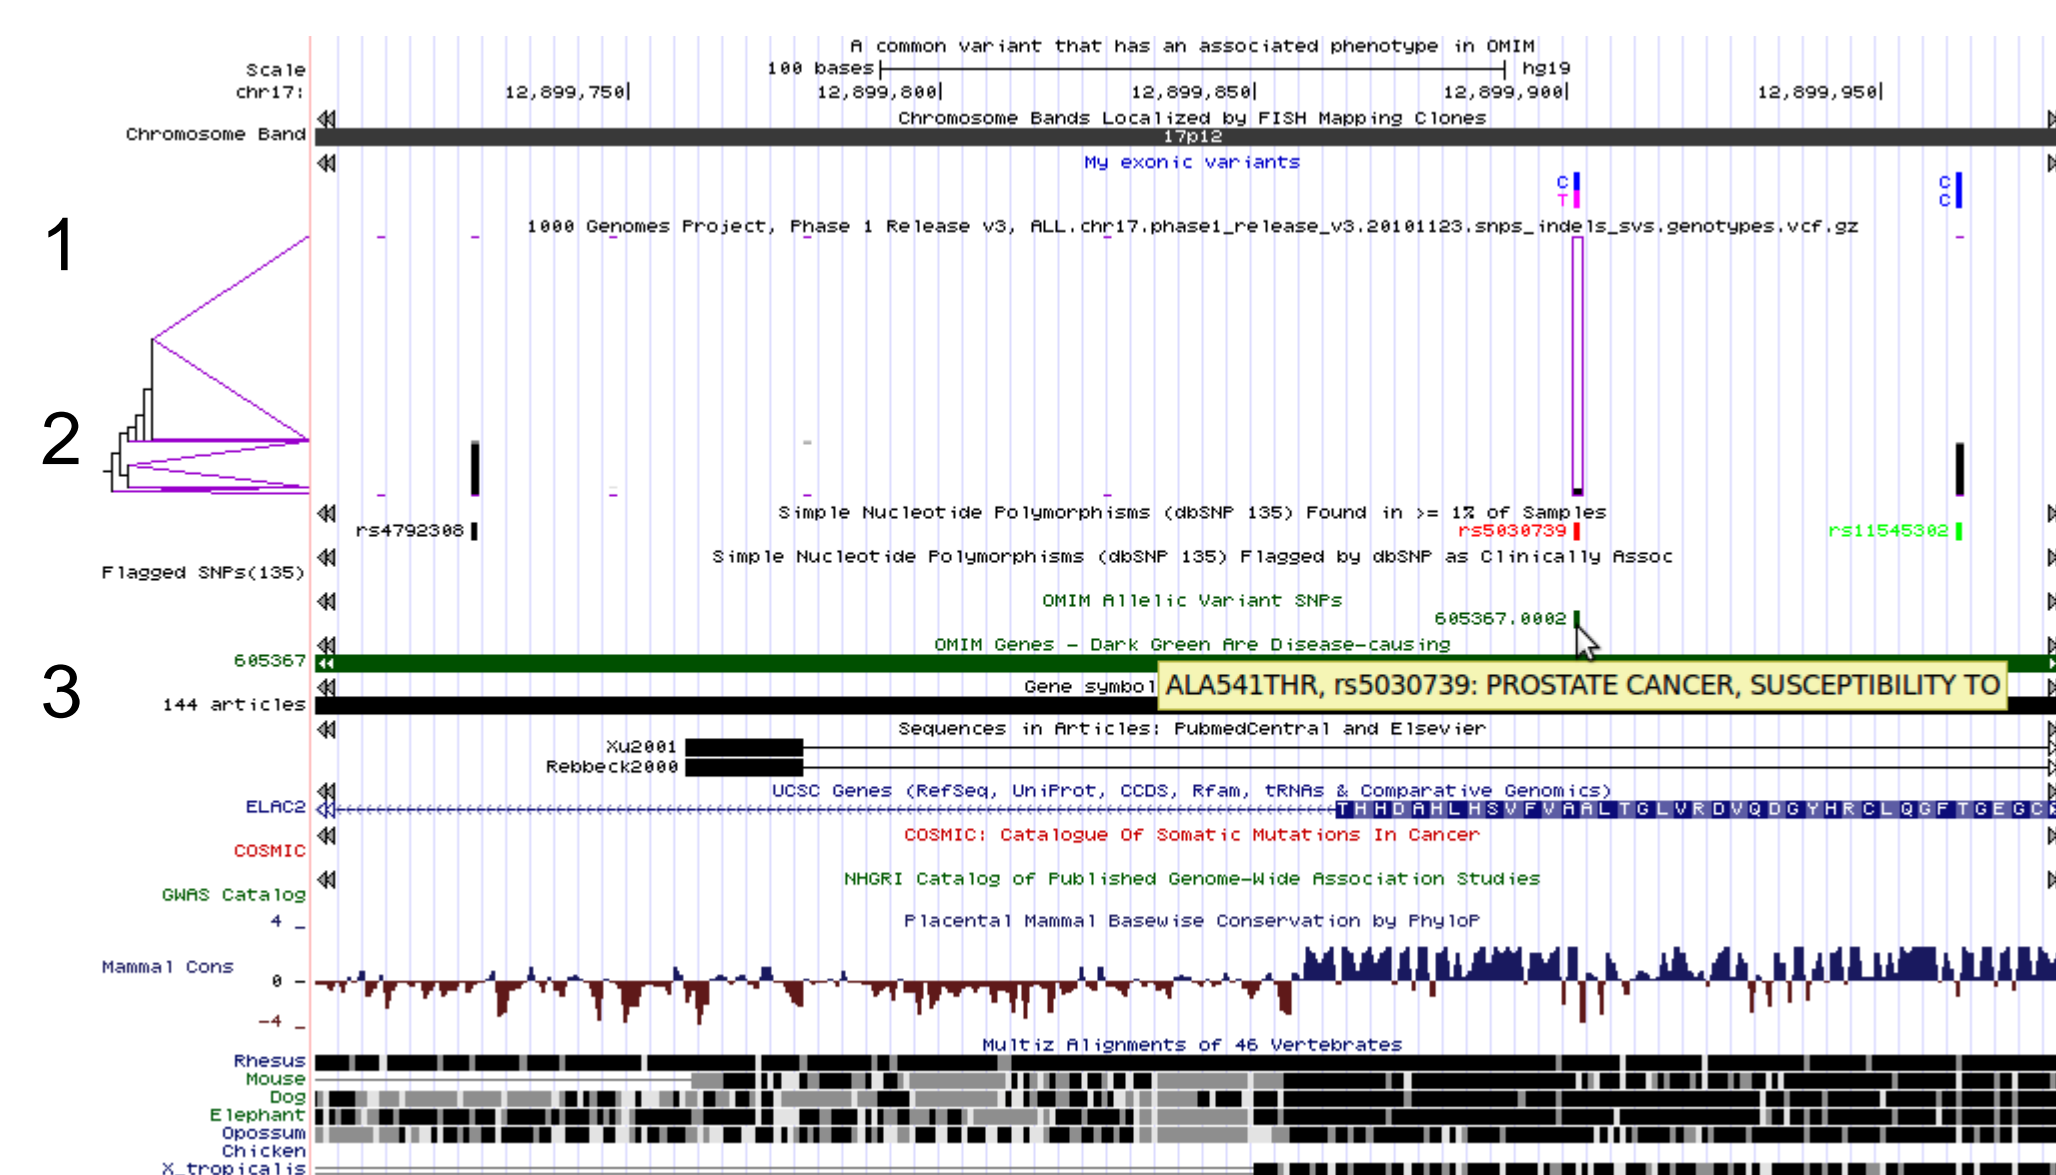 A common variant that has an associated phenotype in OMIM
Scale 100 bases hg19
chr17: 12,899,750 12,899,800 12,899,850 12,899,900 12,899,950
Chromosome Bands Localized by FISH Mapping Clones
Chromosome Band 17p12
My exonic variants
C C
T C
1
1000 Genomes Project, Phase 1 Release v3, ALL.chr17.phase1_release_v3.20101123.snps_indels_svs.genotypes.vcf.gz
2
Simple Nucleotide Polymorphisms (dbSNP 135) Found in >= 1% of Samples
rs4792308 rs5030739 rs11545302
Simple Nucleotide Polymorphisms (dbSNP 135) Flagged by dbSNP as Clinically Assoc
Flagged SNPs(135)
OMIM Allelic Variant SNPs
605367.0002
OMIM Genes - Dark Green Are Disease-causing
605367
3
Gene symbol
ALA541THR, rs5030739: PROSTATE CANCER, SUSCEPTIBILITY TO
144 articles
Sequences in Articles: PubmedCentral and Elsevier
Xu2001
Rebbeck2000
UCSC Genes (RefSeq, UniProt, CCDS, Rfam, tRNAs & Comparative Genomics)
ELAC2 T H H D A H L H S V F V A A L T G L V R D V Q D G Y H R C L Q G F T G E G C
COSMIC: Catalogue Of Somatic Mutations In Cancer
COSMIC
NHGRI Catalog of Published Genome-Wide Association Studies
GWAS Catalog
Placental Mammal Basewise Conservation by PhyloP
4 _
Mammal Cons 0 -
-4 _
Multiz Alignments of 46 Vertebrates
Rhesus
Mouse
Dog
Elephant
Opossum
Chicken
X_tropicalis